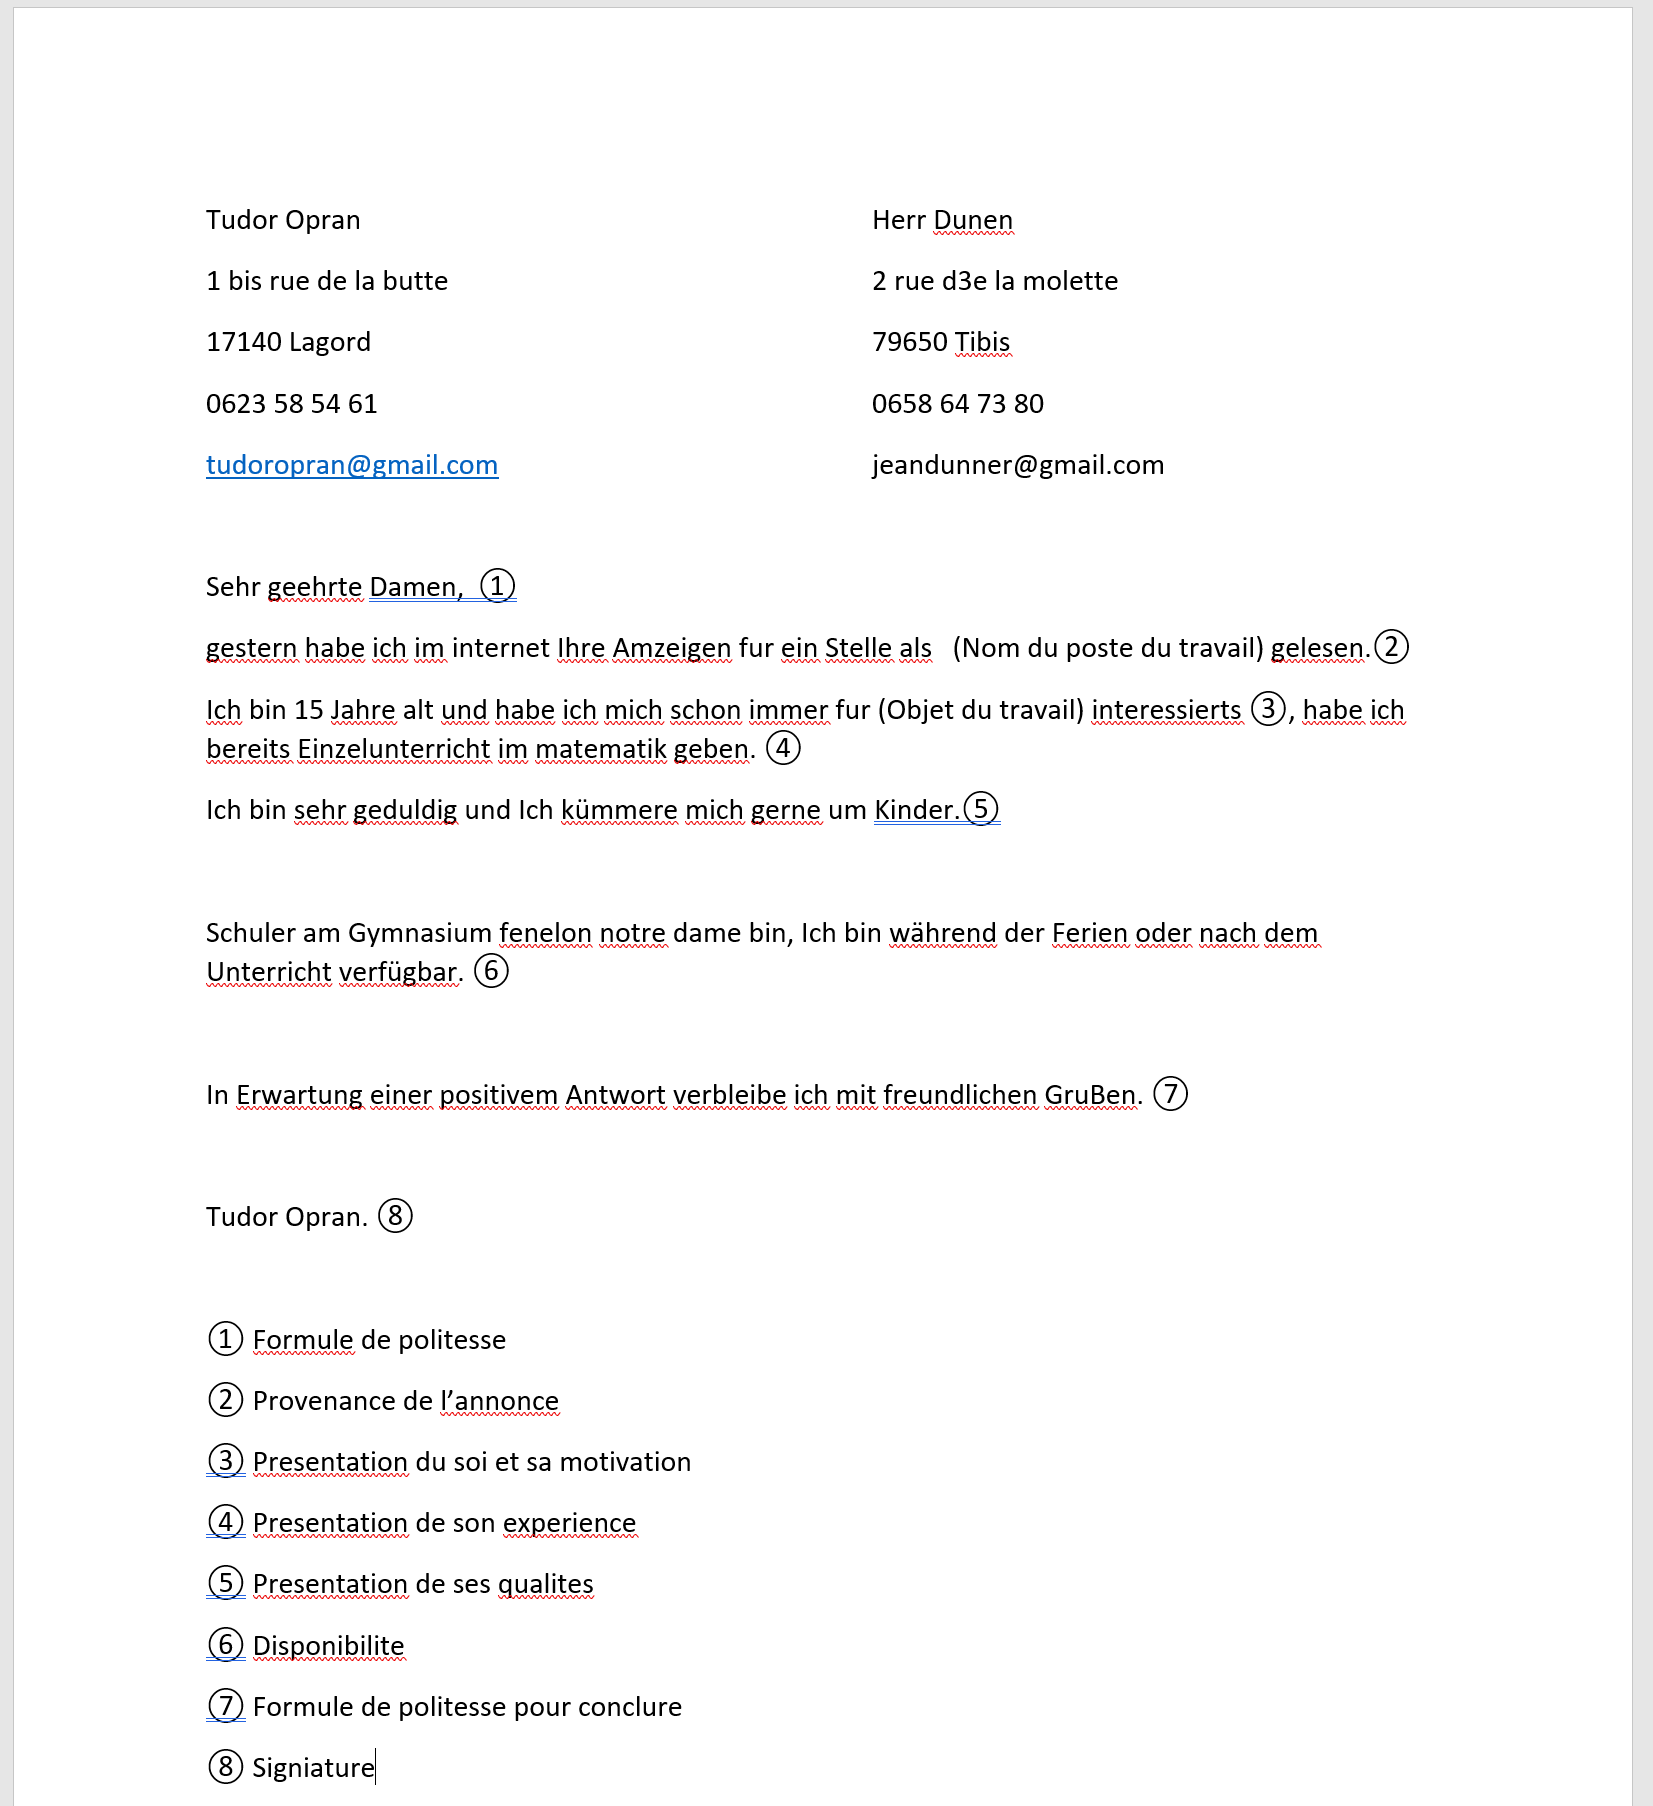 Tudor Opran
1 bis rue de la butte
17140 Lagord
0623 58 54 61
tudoropran@gmail.com
Herr Dunen
2 rue d3e la molette
79650 Tibis
0658 64 73 80
jeandunner@gmail.com
Sehr geehrte Damen, ①
gestern habe ich im internet Ihre Amzeigen fur ein Stelle als (Nom du poste du travail) gelesen.②
Ich bin 15 Jahre alt und habe ich mich schon immer fur (Objet du travail) interessierts ③, habe ich
bereits Einzelunterricht im matematik geben. ④
Ich bin sehr geduldig und Ich kümmere mich gerne um Kinder.⑤
Schuler am Gymnasium fenelon notre dame bin, Ich bin während der Ferien oder nach dem
Unterricht verfügbar. ⑥
In Erwartung einer positivem Antwort verbleibe ich mit freundlichen GruBen. ⑦
Tudor Opran. ⑧
① Formule de politesse
② Provenance de l’annonce
③ Presentation du soi et sa motivation
④ Presentation de son experience
⑤ Presentation de ses qualites
⑥ Disponibilite
⑦ Formule de politesse pour conclure
⑧ Signiature